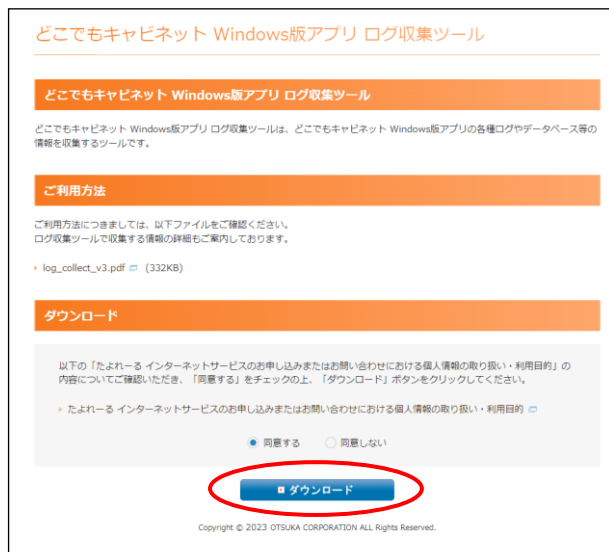 どこでもキャビネット Windows版アプリ ログ収集ツール
どこでもキャビネット Windows版アプリ ログ収集ツール
どこでもキャビネット Windows版アプリ ログ収集ツールは、どこでもキャビネット Windows版アプリの各種ログやデータベース等の
情報を収集するツールです。
ご利用方法
ご利用方法につきましては、以下ファイルをご確認ください。
ログ収集ツールで収集する情報の詳細もご案内しております。
log_collect_v3.pdf (332KB)
ダウンロード
以下の「たよれーる インターネットサービスのお申し込みまたはお問い合わせにおける個人情報の取り扱い・利用目的」の
内容についてご確認いただき、「同意する」をチェックの上、「ダウンロード」ボタンをクリックしてください。
たよれーる インターネットサービスのお申し込みまたはお問い合わせにおける個人情報の取り扱い・利用目的
同意する 同意しない
ダウンロード
Copyright © 2023 OTSUKA CORPORATION ALL Rights Reserved.